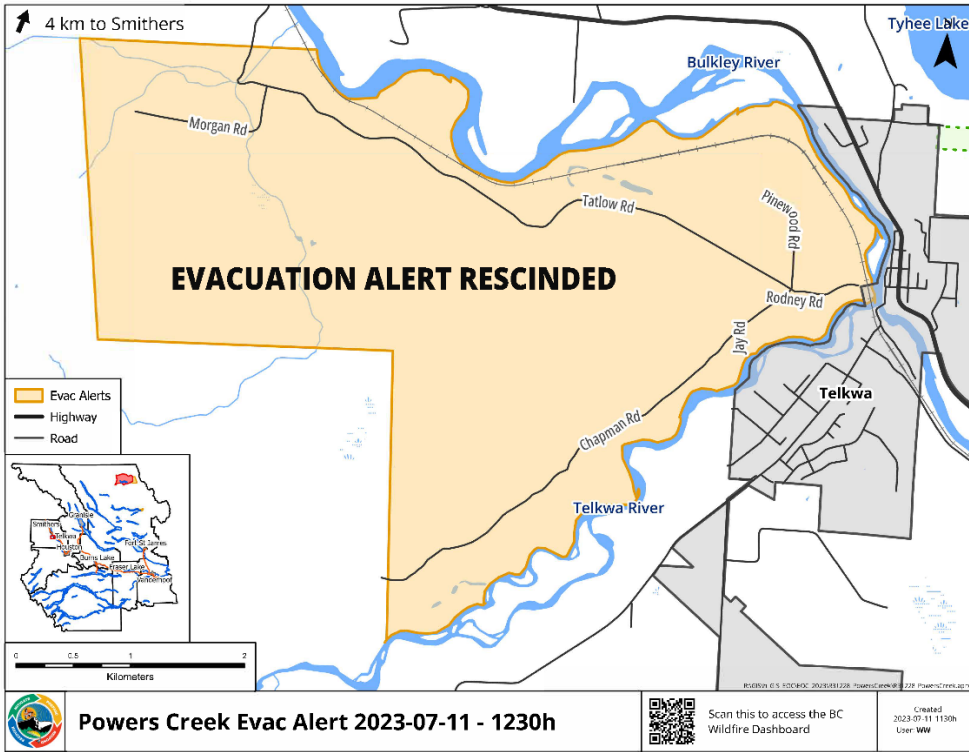 4 km to Smithers
Tyhee Lake
N
Bulkley River
Morgan Rd
Tatlow Rd
Pinewood Rd
EVACUATION ALERT RESCINDED
Rodney Rd
Jay Rd
Telkwa
Chapman Rd
Telkwa River
Evac Alerts
Highway
Road
Granisle
Smithers
Telkwa
Houston
Fort St James
Burns Lake
Fraser Lake
Vanderhoof
0 0.5 1 2
Kilometers
Powers Creek Evac Alert 2023-07-11 - 1230h
Scan this to access the BC
Wildfire Dashboard
Created
2023-07-11 1130h
User: WW